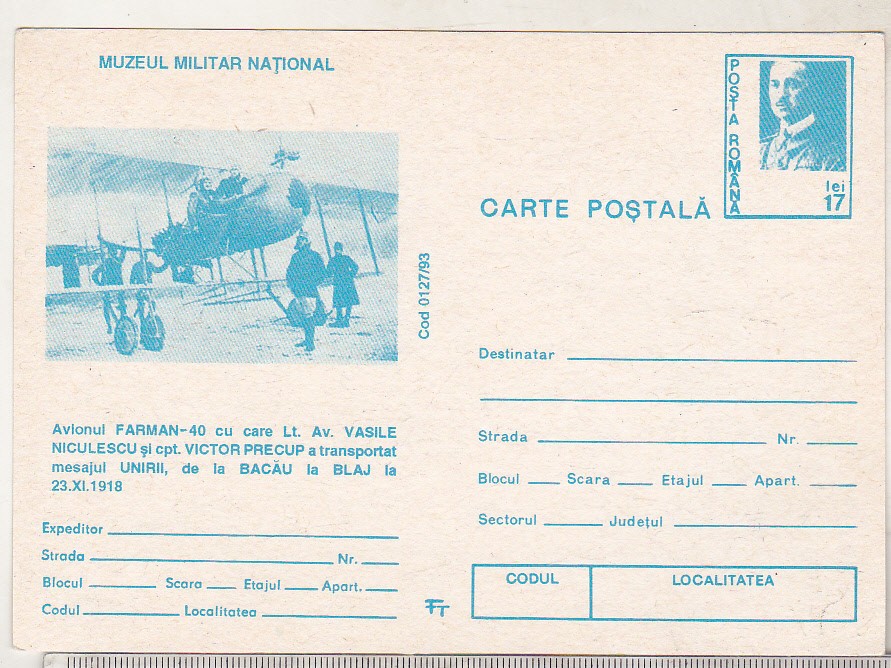 MUZEUL MILITAR NAȚIONAL
Avionul FARMAN-40 cu care Lt. Av. VASILE
NICULESCU și cpt. VICTOR PRECUP a transportat
mesajul UNIRII, de la BACĂU la BLAJ la
23.XI.1918
Expeditor
Strada Nr.
Blocul Scara Etajul Apart.
Codul Localitatea
Cod 0127/93
FT
POȘTA ROMÂNĂ
lei
17
CARTE POȘTALĂ
Destinatar
Strada Nr.
Blocul Scara Etajul Apart.
Sectorul Județul
CODUL LOCALITATEA